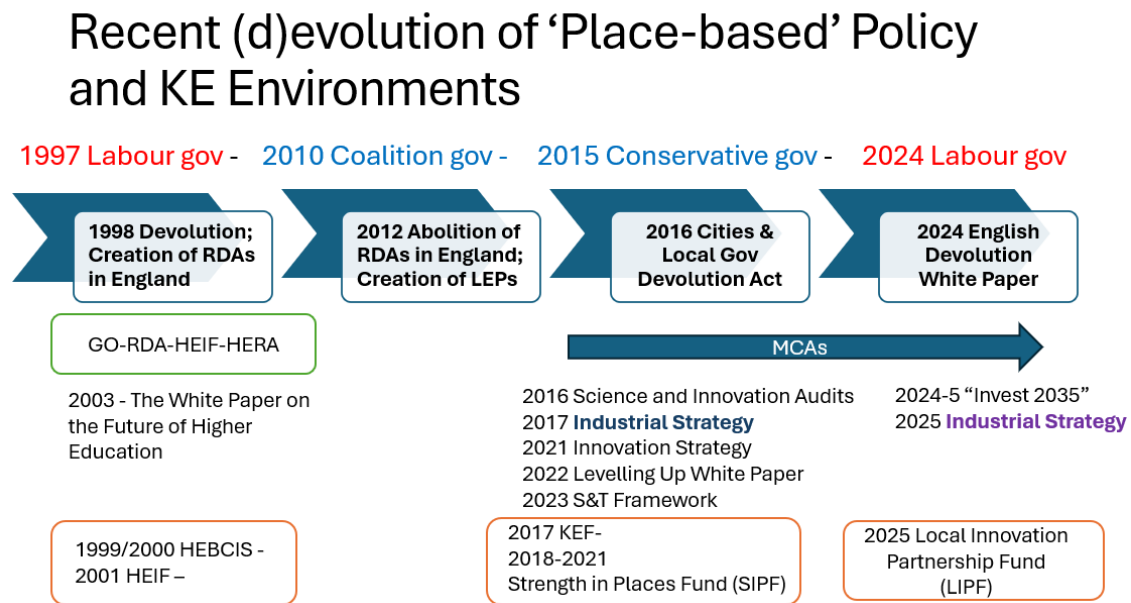 Recent (d)evolution of ‘Place-based’ Policy
and KE Environments
1997 Labour gov -
2010 Coalition gov -
2015 Conservative gov -
2024 Labour gov
1998 Devolution;
Creation of RDAs
in England
2012 Abolition of
RDAs in England;
Creation of LEPs
2016 Cities &
Local Gov
Devolution Act
2024 English
Devolution
White Paper
GO-RDA-HEIF-HERA
MCAs
2003 - The White Paper on
the Future of Higher
Education
2016 Science and Innovation Audits
2017 Industrial Strategy
2021 Innovation Strategy
2022 Levelling Up White Paper
2023 S&T Framework
2024-5 “Invest 2035”
2025 Industrial Strategy
1999/2000 HEBCIS -
2001 HEIF –
2017 KEF-
2018-2021
Strength in Places Fund (SIPF)
2025 Local Innovation
Partnership Fund
(LIPF)